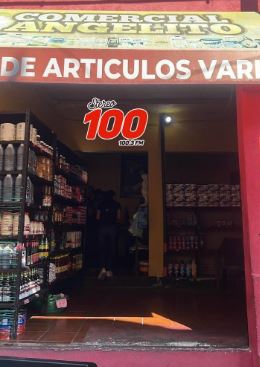 COMERCIAL
ANGELITO
DE ARTICULOS VARI
Stereo
100
100.3 FM